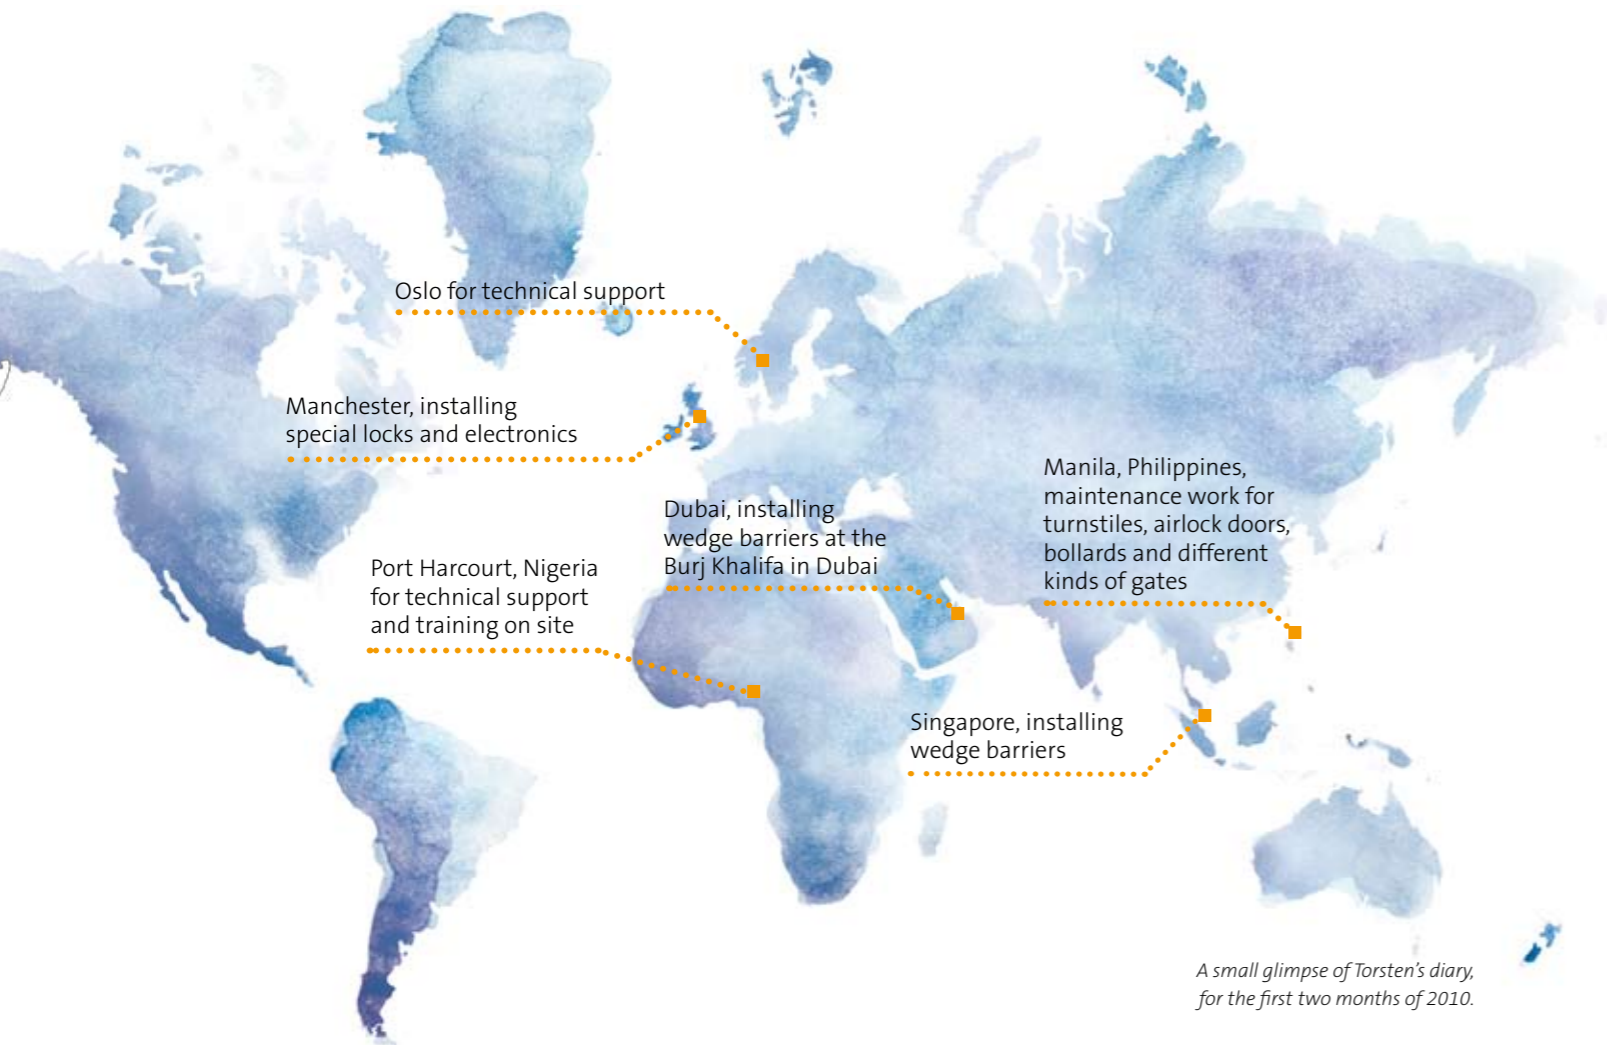 Oslo for technical support
Manchester, installing
special locks and electronics
Dubai, installing
wedge barriers at the
Burj Khalifa in Dubai
Manila, Philippines,
maintenance work for
turnstiles, airlock doors,
bollards and different
kinds of gates
Port Harcourt, Nigeria
for technical support
and training on site
Singapore, installing
wedge barriers
A small glimpse of Torsten's diary,
for the first two months of 2010.